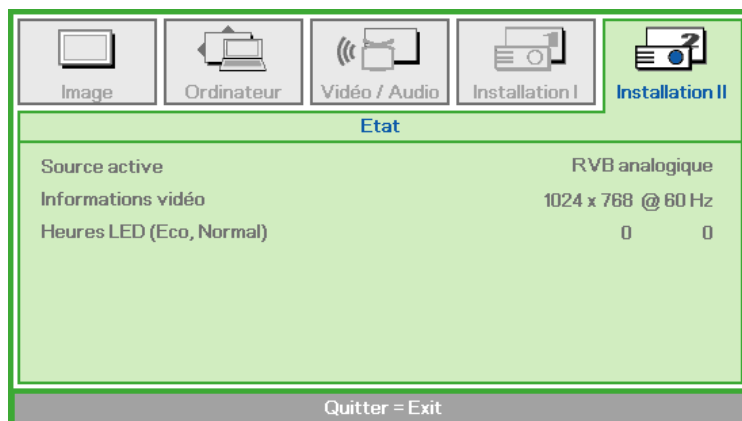 Image
Ordinateur
Vidéo / Audio
Installation I
Installation II
Etat
Source active RVB analogique
Informations vidéo 1024 x 768 @ 60 Hz
Heures LED (Eco, Normal) 0 0
Quitter = Exit